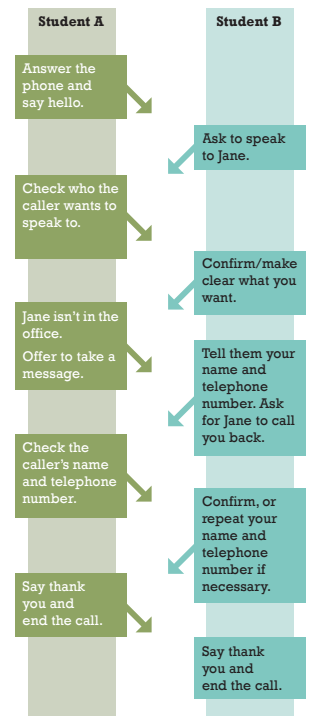 Student A
Student B
Answer the
phone and
say hello.
Ask to speak
to Jane.
Check who the
caller wants to
speak to.
Confirm/make
clear what you
want.
Jane isn't in the
office.
Offer to take a
message.
Tell them your
name and
telephone
number. Ask
for Jane to call
you back.
Check the
caller's name
and telephone
number.
Confirm, or
repeat your
name and
telephone
number if
necessary.
Say thank
you and
end the call.
Say thank
you and
end the call.